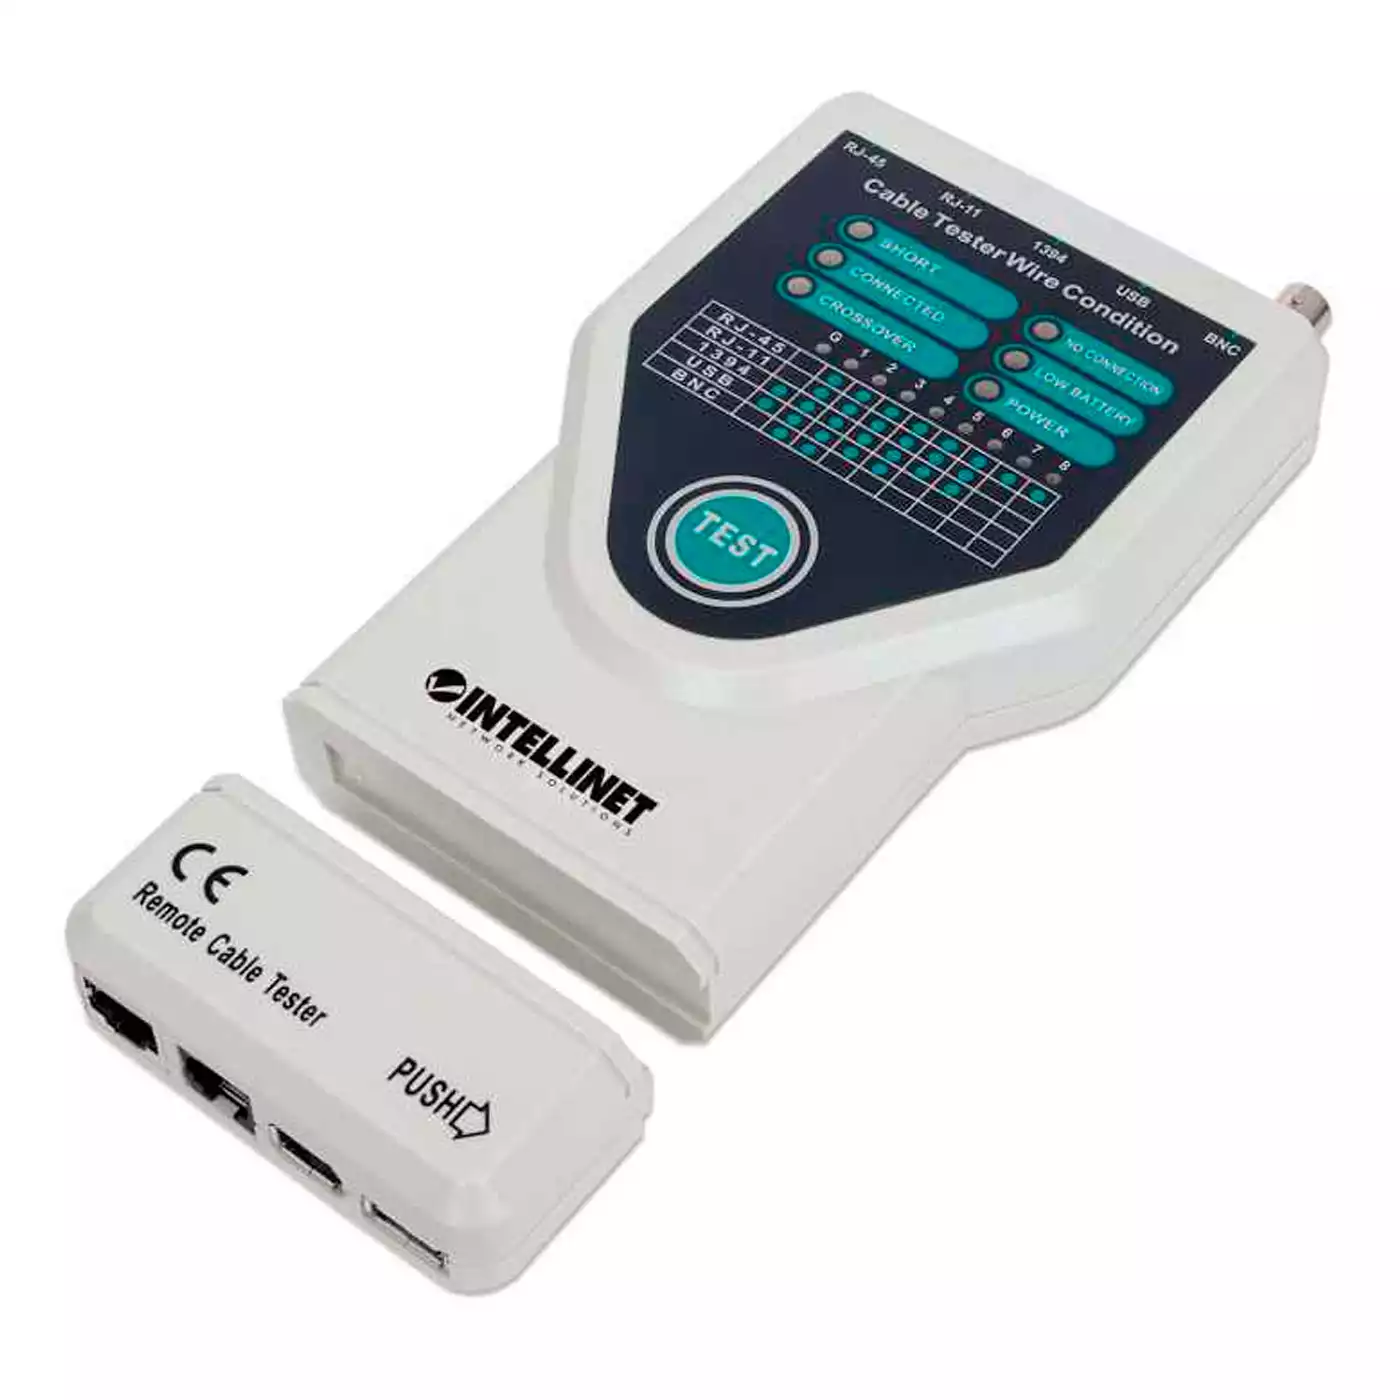 RJ-45
RJ-11
1394
USB
BNC
Cable Tester Wire Condition
SHORT
CONNECTED
CROSSOVER
NO CONNECTION
LOW BATTERY
POWER
G 1 2 3 4 5 6 7 8
RJ-45
RJ-11
1394
USB
BNC
TEST
INTELLINET
NETWORK SOLUTIONS
CE
Remote Cable Tester
PUSH